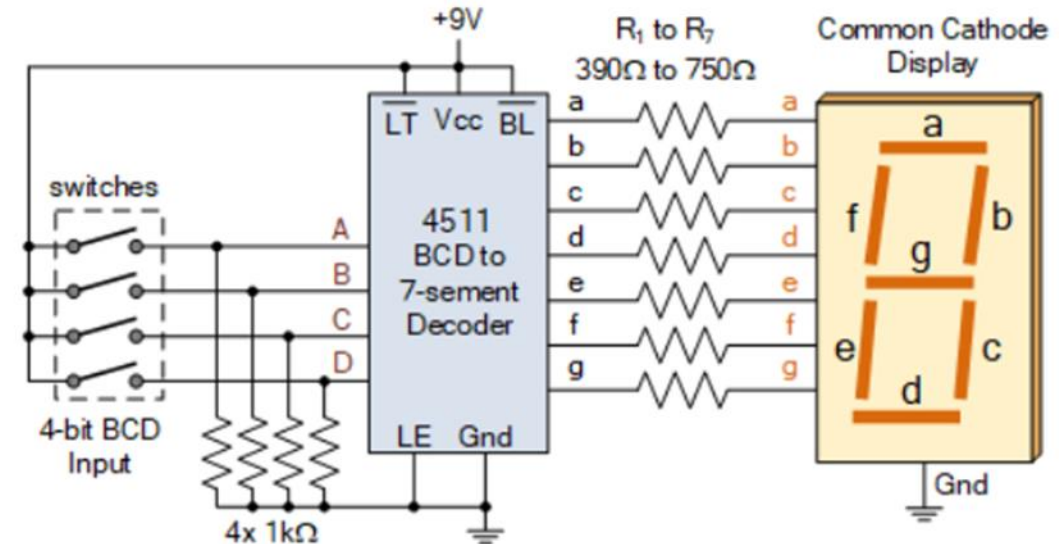 +9V
R₁ to R₇
390Ω to 750Ω
Common Cathode
Display
LT Vcc BL
switches
A
B
C
D
4511
BCD to
7-sement
Decoder
LE Gnd
a
b
c
d
e
f
g
a
b
c
d
e
f
g
a
f
b
g
e
c
d
4-bit BCD
Input
4x 1kΩ
Gnd